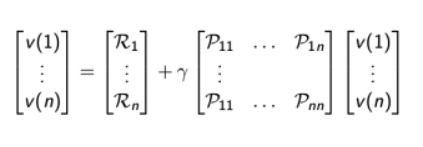 [v(1) ⋮ v(n)] = [ℛ₁ ⋮ ℛₙ] + γ [𝒫₁₁ … 𝒫₁ₙ ⋮ 𝒫₁₁ … 𝒫ₙₙ] [v(1) ⋮ v(n)]